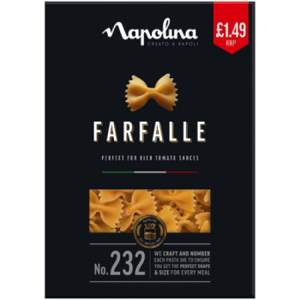 Napolina
CREATO A NAPOLI
£1.49
RRP
FARFALLE
PERFECT FOR RICH TOMATO SAUCES
No. 232
WE CRAFT AND NUMBER
EACH PASTA DIE TO ENSURE
YOU GET THE PERFECT SHAPE
& SIZE FOR EVERY MEAL